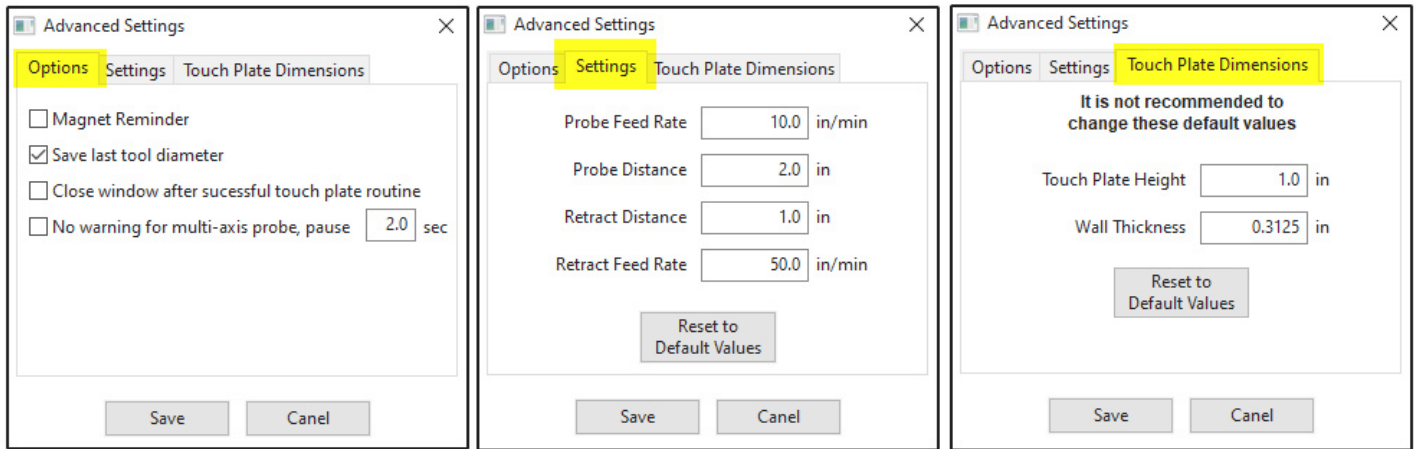 Advanced Settings
Options Settings Touch Plate Dimensions
Magnet Reminder
Save last tool diameter
Close window after sucessful touch plate routine
No warning for multi-axis probe, pause 2.0 sec
Save Canel
Advanced Settings
Options Settings Touch Plate Dimensions
Probe Feed Rate 10.0 in/min
Probe Distance 2.0 in
Retract Distance 1.0 in
Retract Feed Rate 50.0 in/min
Reset to
Default Values
Save Canel
Advanced Settings
Options Settings Touch Plate Dimensions
It is not recommended to
change these default values
Touch Plate Height 1.0 in
Wall Thickness 0.3125 in
Reset to
Default Values
Save Canel